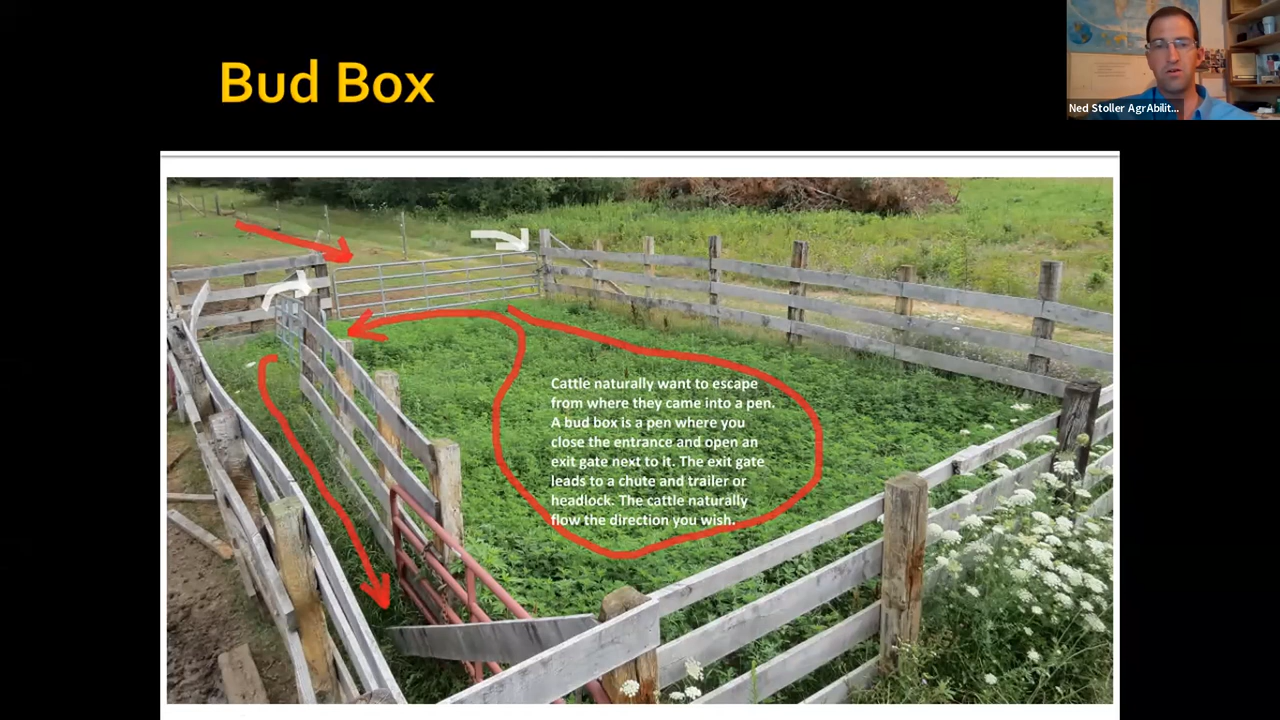 Bud Box
Ned Stoller AgrAbilit...
Cattle naturally want to escape
from where they came into a pen.
A bud box is a pen where you
close the entrance and open an
exit gate next to it. The exit gate
leads to a chute and trailer or
headlock. The cattle naturally
flow the direction you wish.